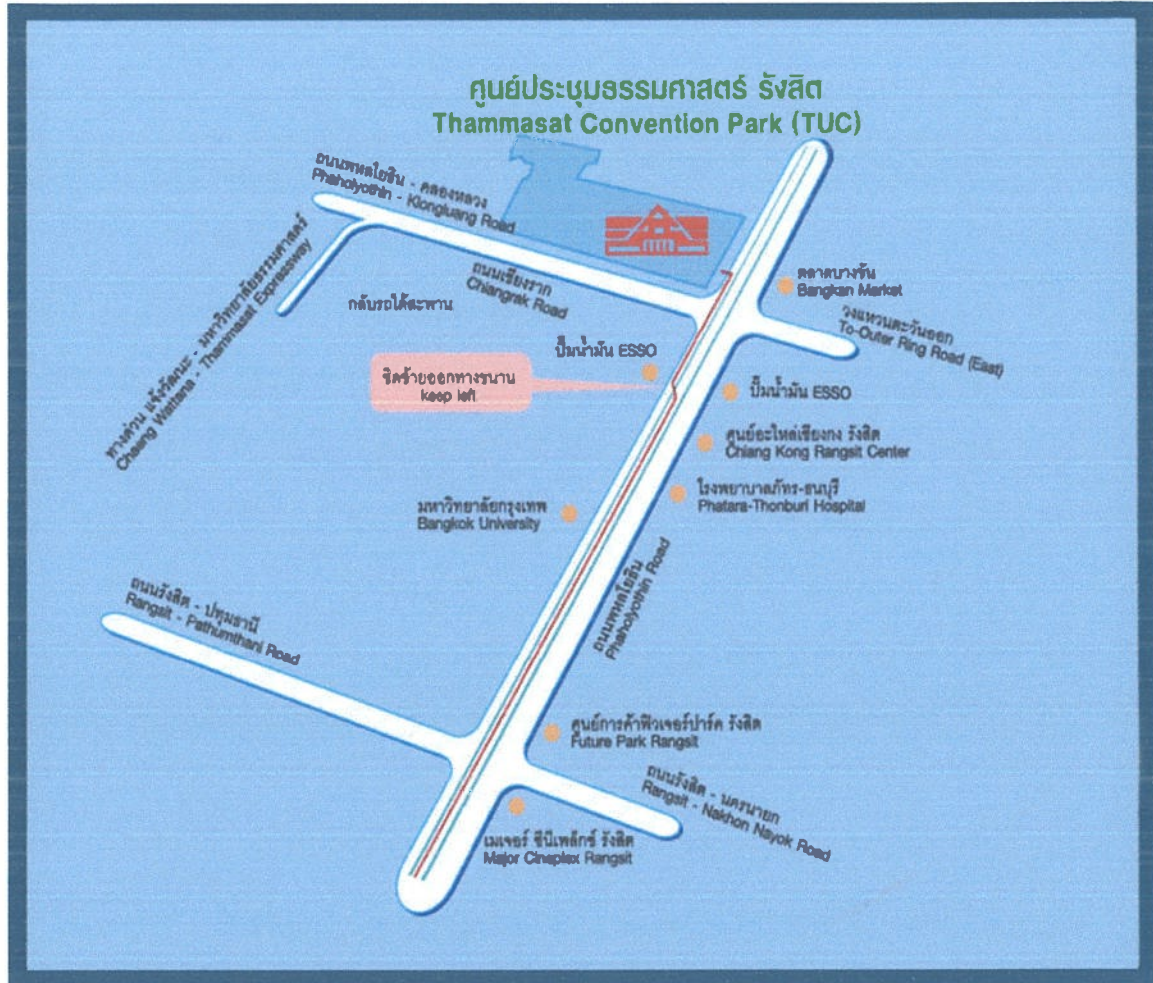 ศูนย์ประชุมธรรมศาสตร์ รังสิต
Thammasat Convention Park (TUC)
ถนนพหลโยธิน - คลองหลวง
Phaholyothin - Klongluang Road
ทางด่วน แจ้งวัฒนะ - มหาวิทยาลัยธรรมศาสตร์
Chaeng Wattana - Thammasat Expressway
ถนนเชียงราก
Chiangrak Road
กลับรถใต้สะพาน
ตลาดบางขัน
Bangkan Market
วงแหวนตะวันออก
To-Outer Ring Road (East)
ปั๊มน้ำมัน ESSO
ชิดซ้ายออกทางขนาน
keep left
ปั๊มน้ำมัน ESSO
ศูนย์อะไหล่เชียงกง รังสิต
Chiang Kong Rangsit Center
โรงพยาบาลภัทร-ธนบุรี
Phatara-Thonburi Hospital
มหาวิทยาลัยกรุงเทพ
Bangkok University
ถนนพหลโยธิน
Phaholyothin Road
ถนนรังสิต - ปทุมธานี
Rangsit - Pathumthani Road
ศูนย์การค้าฟิวเจอร์ปาร์ค รังสิต
Future Park Rangsit
ถนนรังสิต - นครนายก
Rangsit - Nakhon Nayok Road
เมเจอร์ ซีนีเพล็กซ์ รังสิต
Major Cineplex Rangsit